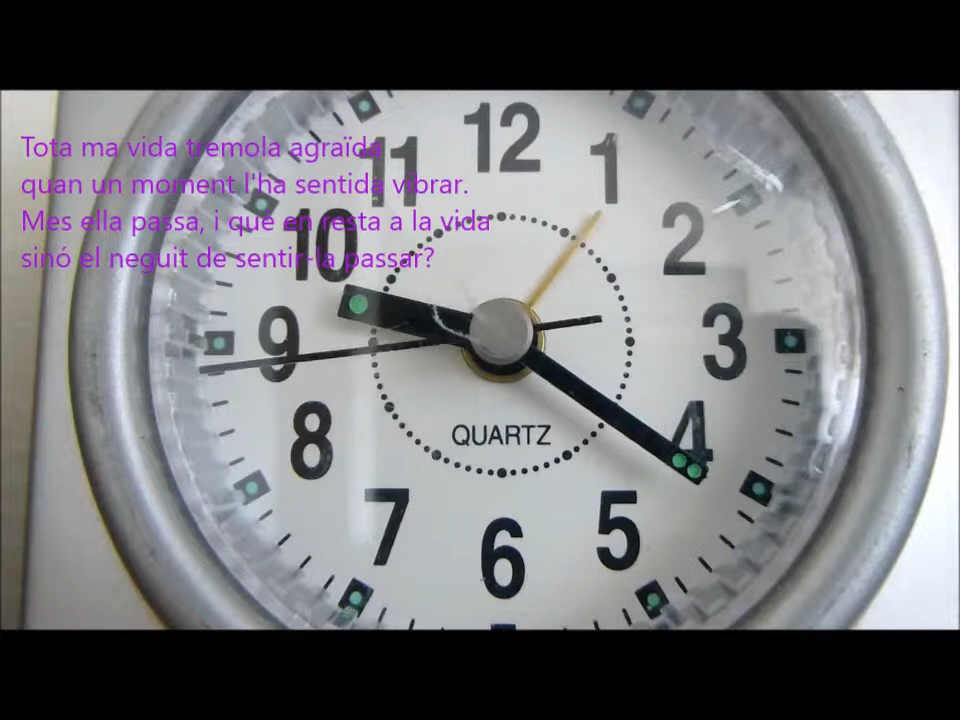 Tota ma vida tremola agraïda
quan un moment l'ha sentida vibrar.
Mes ella passa, i què en resta a la vida
sinó el neguit de sentir-la passar?
12
11
1
10
2
9
3
8
4
QUARTZ
7
5
6